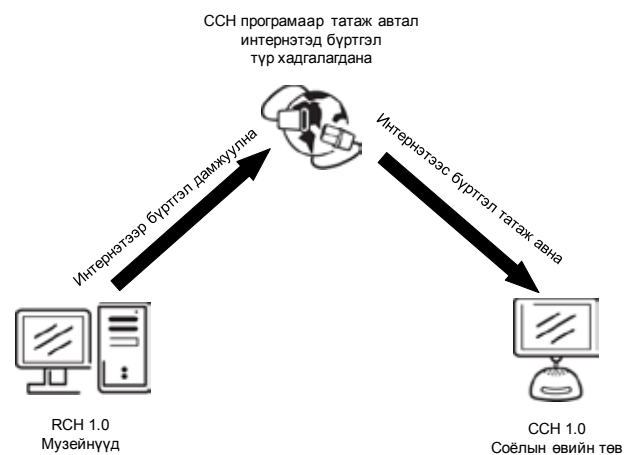 ССН програмаар татаж автал
интернэтэд бүртгэл
түр хадгалагдана
Интернэтээр бүртгэл дамжуулна
Интернэтээс бүртгэл татаж авна
RCH 1.0
Музейнүүд
CCH 1.0
Соёлын өвийн төв